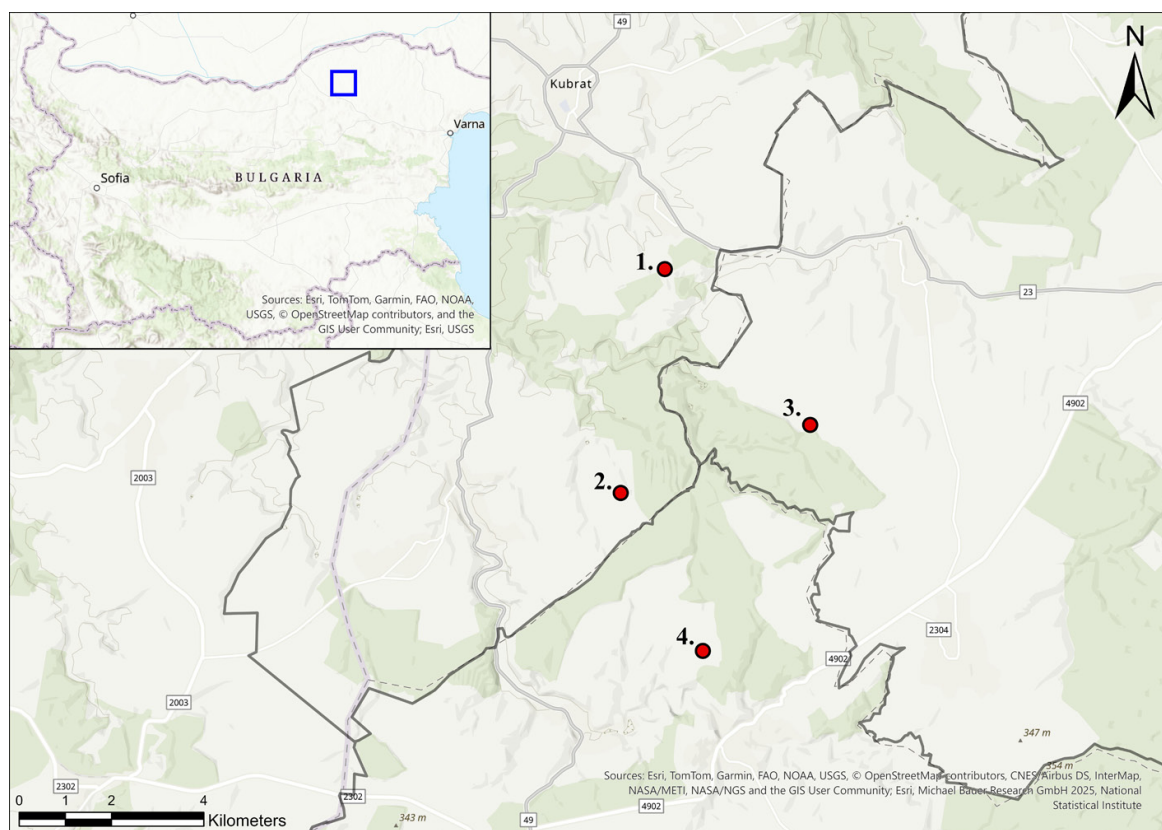 49
N
Kubrat
Varna
Sofia
BULGARIA
Sources: Esri, TomTom, Garmin, FAO, NOAA,
USGS, © OpenStreetMap contributors, and the
GIS User Community; Esri, USGS
1.
23
4902
3.
2003
2.
2304
4.
4902
2003
347 m
354 m
Sources: Esri, TomTom, Garmin, FAO, NOAA, USGS, © OpenStreetMap contributors, CNES/Airbus DS, InterMap,
NASA/METI, NASA/NGS and the GIS User Community; Esri, Michael Bauer Research GmbH 2025, National
Statistical Institute
2302
2302
4902
343 m
49
0 1 2 4
Kilometers